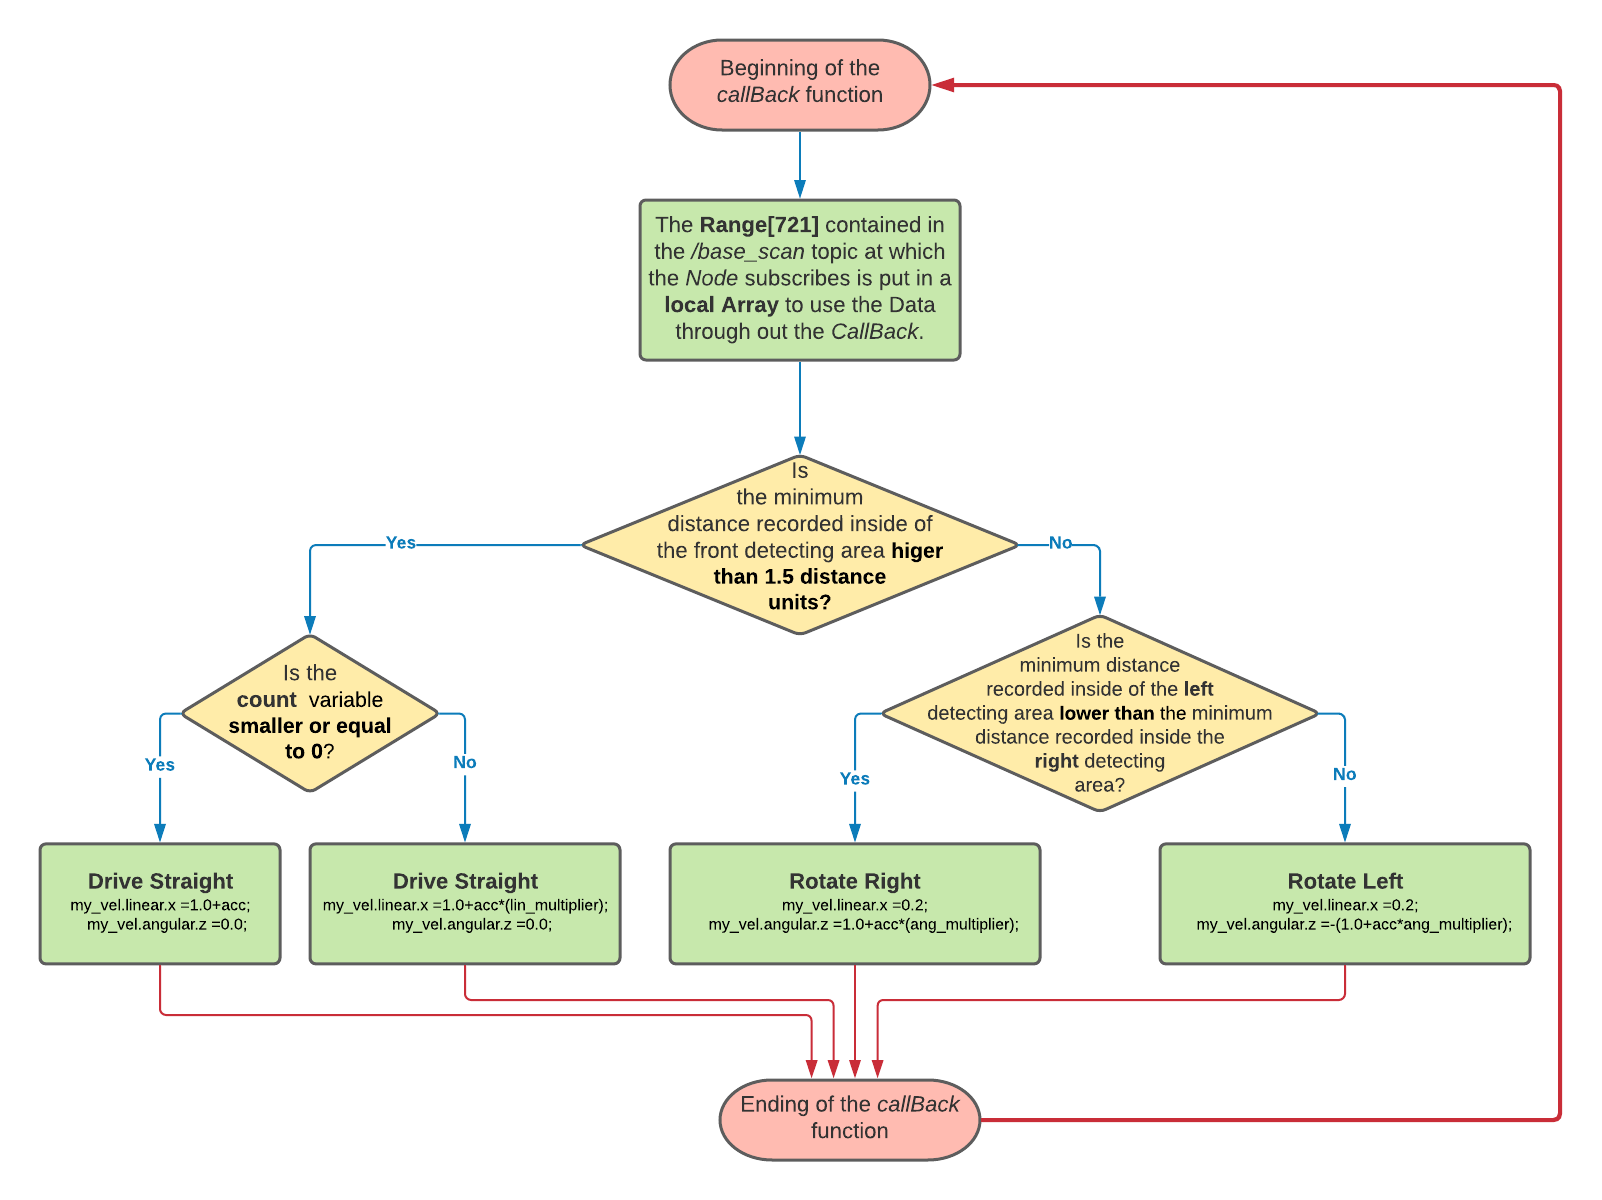 Beginning of the
callBack function
The Range[721] contained in
the /base_scan topic at which
the Node subscribes is put in a
local Array to use the Data
through out the CallBack.
Is
the minimum
distance recorded inside of
the front detecting area higer
than 1.5 distance
units?
Yes
No
Is the
count variable
smaller or equal
to 0?
Yes
No
Is the
minimum distance
recorded inside of the left
detecting area lower than the minimum
distance recorded inside the
right detecting
area?
Yes
No
Drive Straight
my_vel.linear.x =1.0+acc;
my_vel.angular.z =0.0;
Drive Straight
my_vel.linear.x =1.0+acc*(lin_multiplier);
my_vel.angular.z =0.0;
Rotate Right
my_vel.linear.x =0.2;
my_vel.angular.z =1.0+acc*(ang_multiplier);
Rotate Left
my_vel.linear.x =0.2;
my_vel.angular.z =-(1.0+acc*ang_multiplier);
Ending of the callBack
function